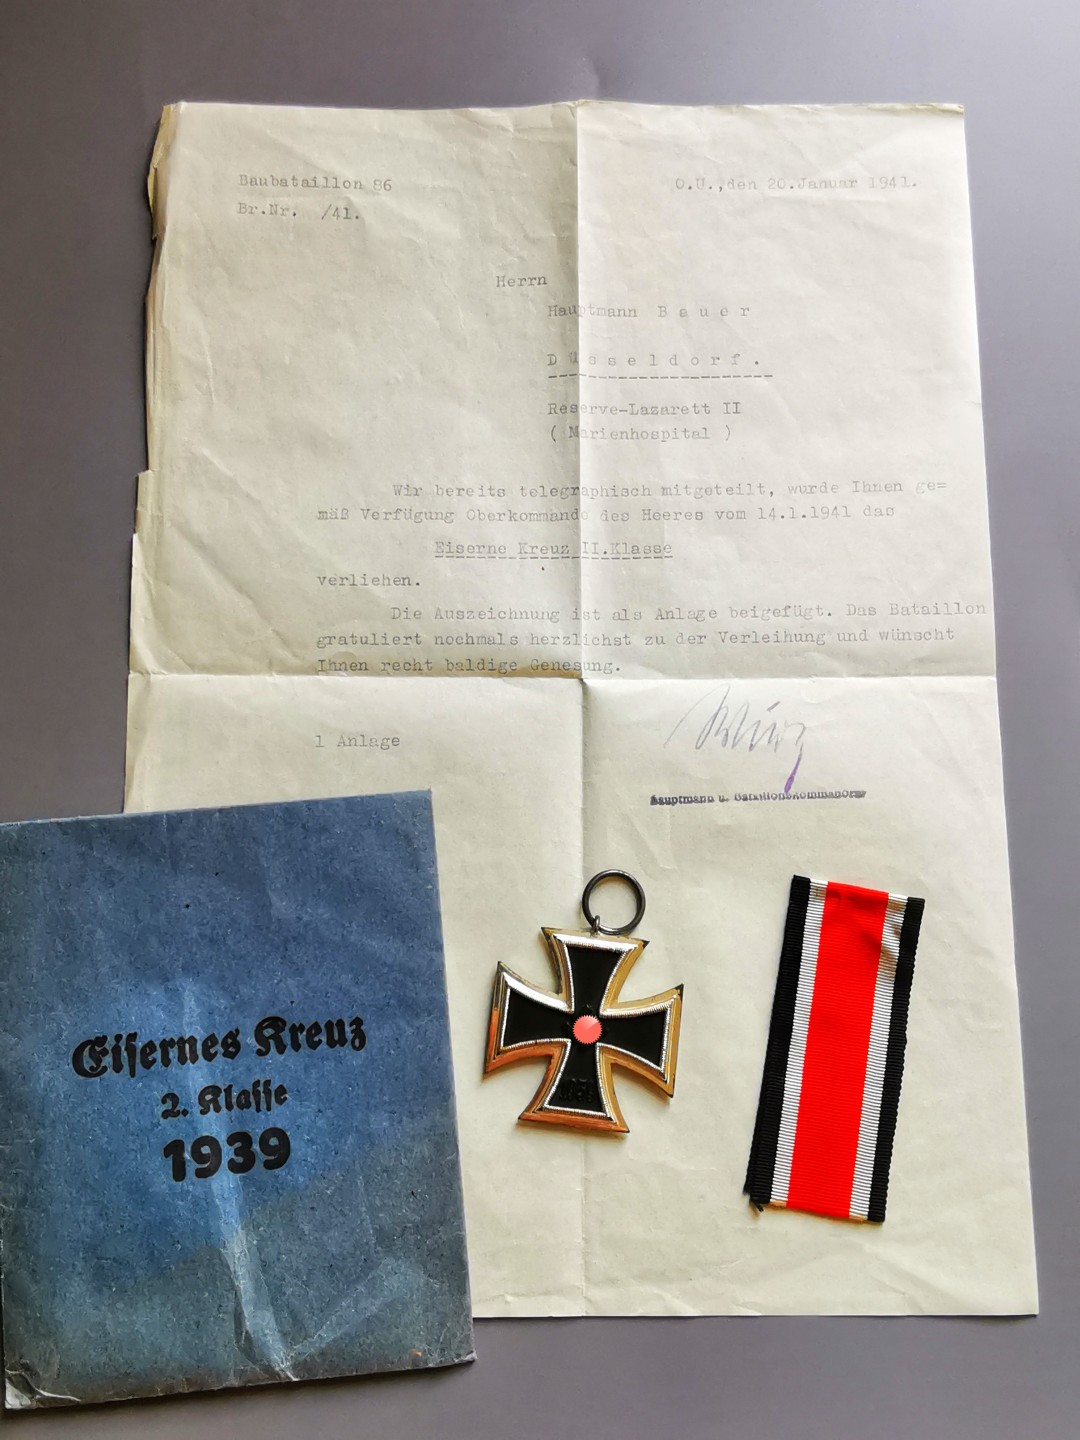 Baubataillon 86
O.U.,den 20.Januar 1941.
Br.Nr. /41.
Herrn
Hauptmann B a u e r
D ü s s e l d o r f .
Reserve-Lazarett II
( Marienhospital )
Wir bereits telegraphisch mitgeteilt, wurde Ihnen ge=
mäß Verfügung Oberkommando des Heeres vom 14.1.1941 das
Eiserne Kreuz II.Klasse
verliehen.
Die Auszeichnung ist als Anlage beigefügt. Das Bataillon
gratuliert nochmals herzlichst zu der Verleihung und wünscht
Ihnen recht baldige Genesung.
1 Anlage
Hauptmann u. Bataillonskommandeur
Eisernes Kreuz
2. Klasse
1939
1939